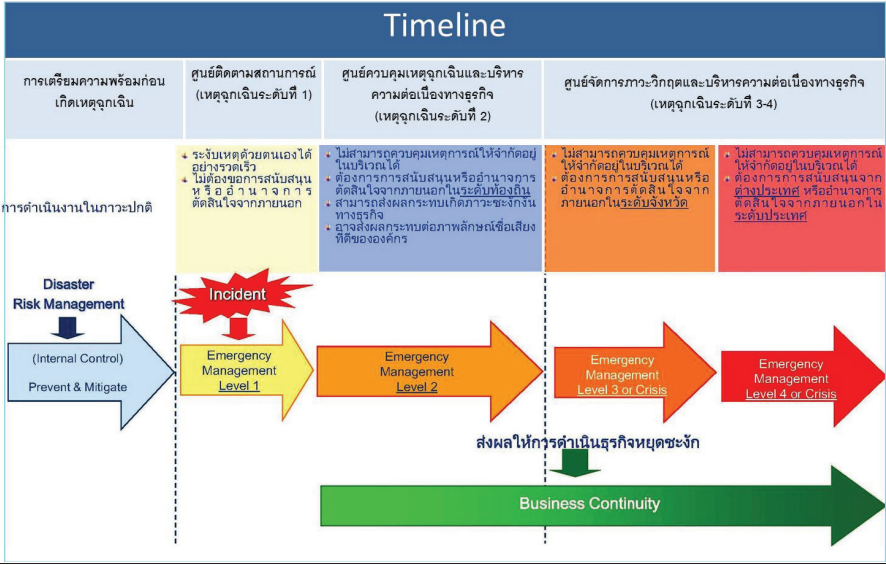 Timeline
การเตรียมความพร้อมก่อน
เกิดเหตุฉุกเฉิน
ศูนย์ติดตามสถานการณ์
(เหตุฉุกเฉินระดับที่ 1)
ศูนย์ควบคุมเหตุฉุกเฉินและบริหาร
ความต่อเนื่องทางธุรกิจ
(เหตุฉุกเฉินระดับที่ 2)
ศูนย์จัดการภาวะวิกฤตและบริหารความต่อเนื่องทางธุรกิจ
(เหตุฉุกเฉินระดับที่ 3-4)
การดำเนินงานในภาวะปกติ
ระงับเหตุด้วยตนเองได้
อย่างรวดเร็ว
ไม่ต้องขอการสนับสนุน
หรืออำนาจการ
ตัดสินใจจากภายนอก
ไม่สามารถควบคุมเหตุการณ์ให้จำกัดอยู่
ในบริเวณได้
ต้องการการสนับสนุนหรืออำนาจการ
ตัดสินใจจากภายนอกในระดับท้องถิ่น
สามารถส่งผลกระทบเกิดภาวะชะงักงัน
ทางธุรกิจ
อาจส่งผลกระทบต่อภาพลักษณ์ชื่อเสียง
ที่ดีขององค์กร
ไม่สามารถควบคุมเหตุการณ์
ให้จำกัดอยู่ในบริเวณได้
ต้องการการสนับสนุนหรือ
อำนาจการตัดสินใจจาก
ภายนอกในระดับจังหวัด
ไม่สามารถควบคุมเหตุการณ์
ให้จำกัดอยู่ในบริเวณได้
ต้องการการสนับสนุนจาก
ต่างประเทศ หรืออำนาจการ
ตัดสินใจจากภายนอกใน
ระดับประเทศ
Disaster
Risk Management
Incident
(Internal Control)
Prevent & Mitigate
Emergency
Management
Level 1
Emergency
Management
Level 2
Emergency
Management
Level 3 or Crisis
Emergency
Management
Level 4 or Crisis
ส่งผลให้การดำเนินธุรกิจหยุดชะงัก
Business Continuity